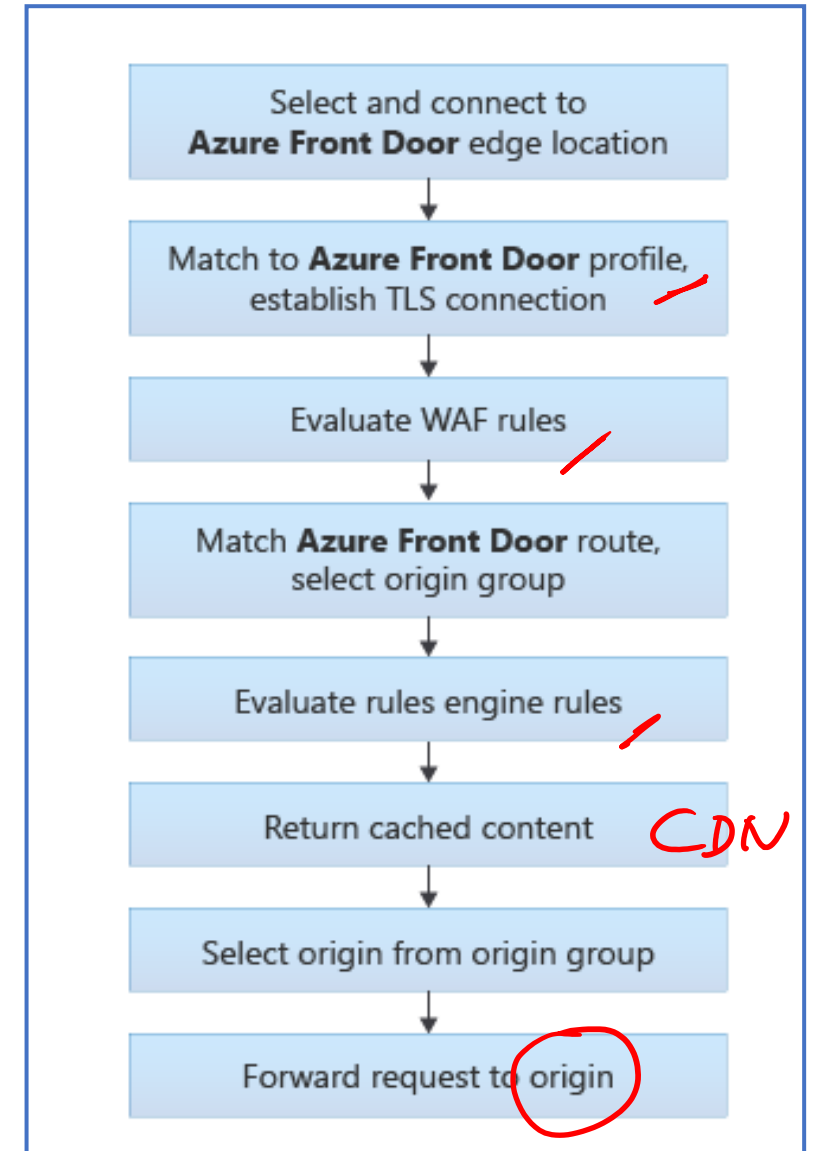 Select and connect to
Azure Front Door edge location
Match to Azure Front Door profile,
establish TLS connection
Evaluate WAF rules
Match Azure Front Door route,
select origin group
Evaluate rules engine rules
Return cached content CDN
Select origin from origin group
Forward request to origin